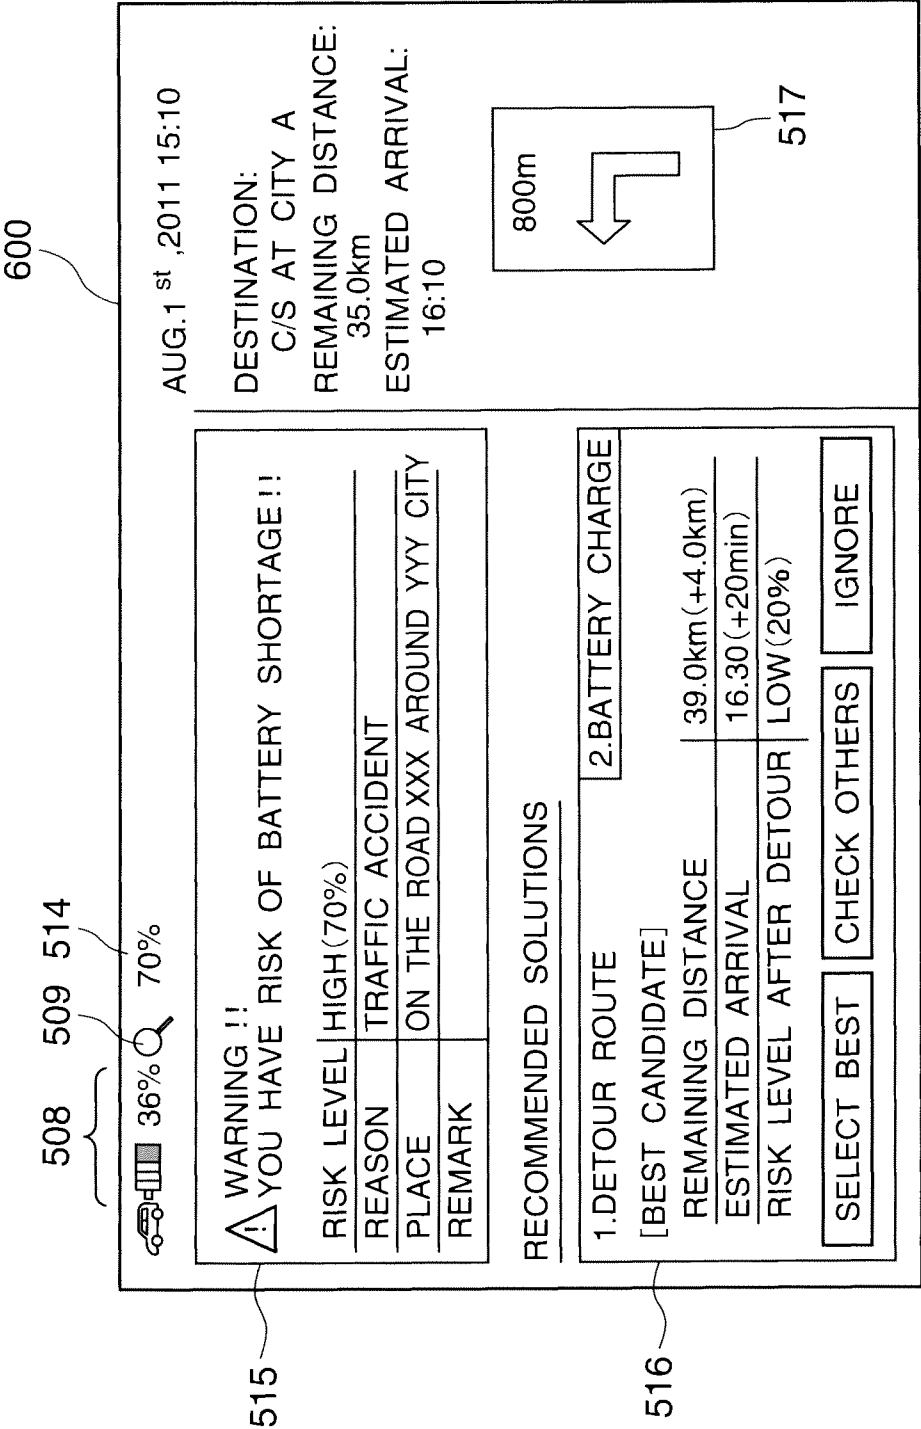 600
508 509 514
36% 70% AUG.1 st ,2011 15:10
515
WARNING !!
YOU HAVE RISK OF BATTERY SHORTAGE!!
RISK LEVEL HIGH(70%)
REASON TRAFFIC ACCIDENT
PLACE ON THE ROAD XXX AROUND YYY CITY
REMARK
RECOMMENDED SOLUTIONS
516
1.DETOUR ROUTE 2.BATTERY CHARGE
[BEST CANDIDATE]
REMAINING DISTANCE 39.0km(+4.0km)
ESTIMATED ARRIVAL 16.30(+20min)
RISK LEVEL AFTER DETOUR LOW(20%)
SELECT BEST CHECK OTHERS IGNORE
DESTINATION:
C/S AT CITY A
REMAINING DISTANCE:
35.0km
ESTIMATED ARRIVAL:
16:10
800m
517